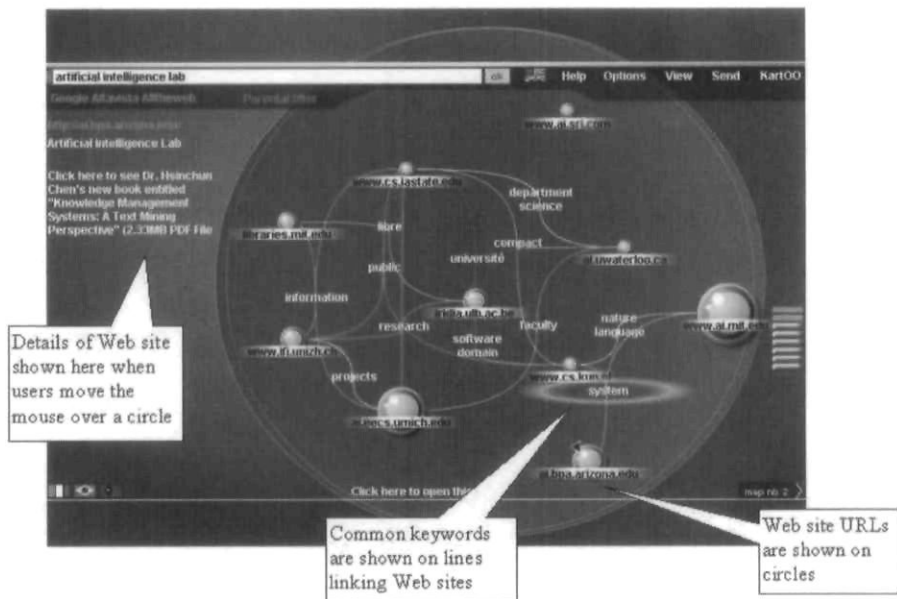 artificial intelligence lab
ok
Help Options View Send KartOO
Google Altavista Alltheweb
Parental filter
Artificial Intelligence Lab
Click here to see Dr. Hsinchun
Chen's new book entitled
"Knowledge Management
Systems: A Text Mining
Perspective" (2.33MB PDF File
www.ai.sri.com
www.cs.iastate.edu
department
science
libraries.mit.edu
libre
compact
université
ai.uwaterloo.ca
public
information
iridia.ulb.ac.be
research
faculty
nature
language
www.ai.mit.edu
software
domain
www.ifi.unizh.ch
projects
system
ai.eecs.umich.edu
ai.bpa.arizona.edu
Click here to open this
map nb 2
Details of Web site
shown here when
users move the
mouse over a circle
Common keywords
are shown on lines
linking Web sites
Web site URLs
are shown on
circles